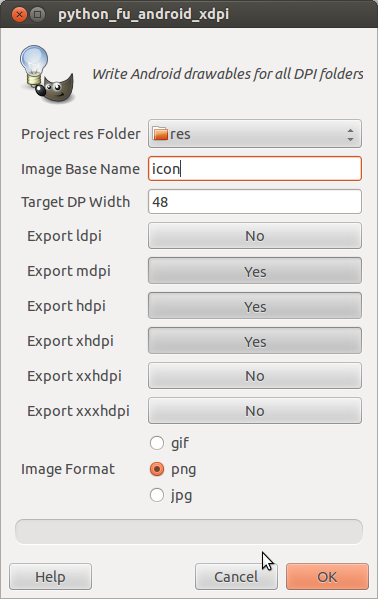 python_fu_android_xdpi
Write Android drawables for all DPI folders
Project res Folder res
Image Base Name icon
Target DP Width 48
Export ldpi No
Export mdpi Yes
Export hdpi Yes
Export xhdpi Yes
Export xxhdpi No
Export xxxhdpi No
gif
Image Format png
jpg
Help Cancel OK